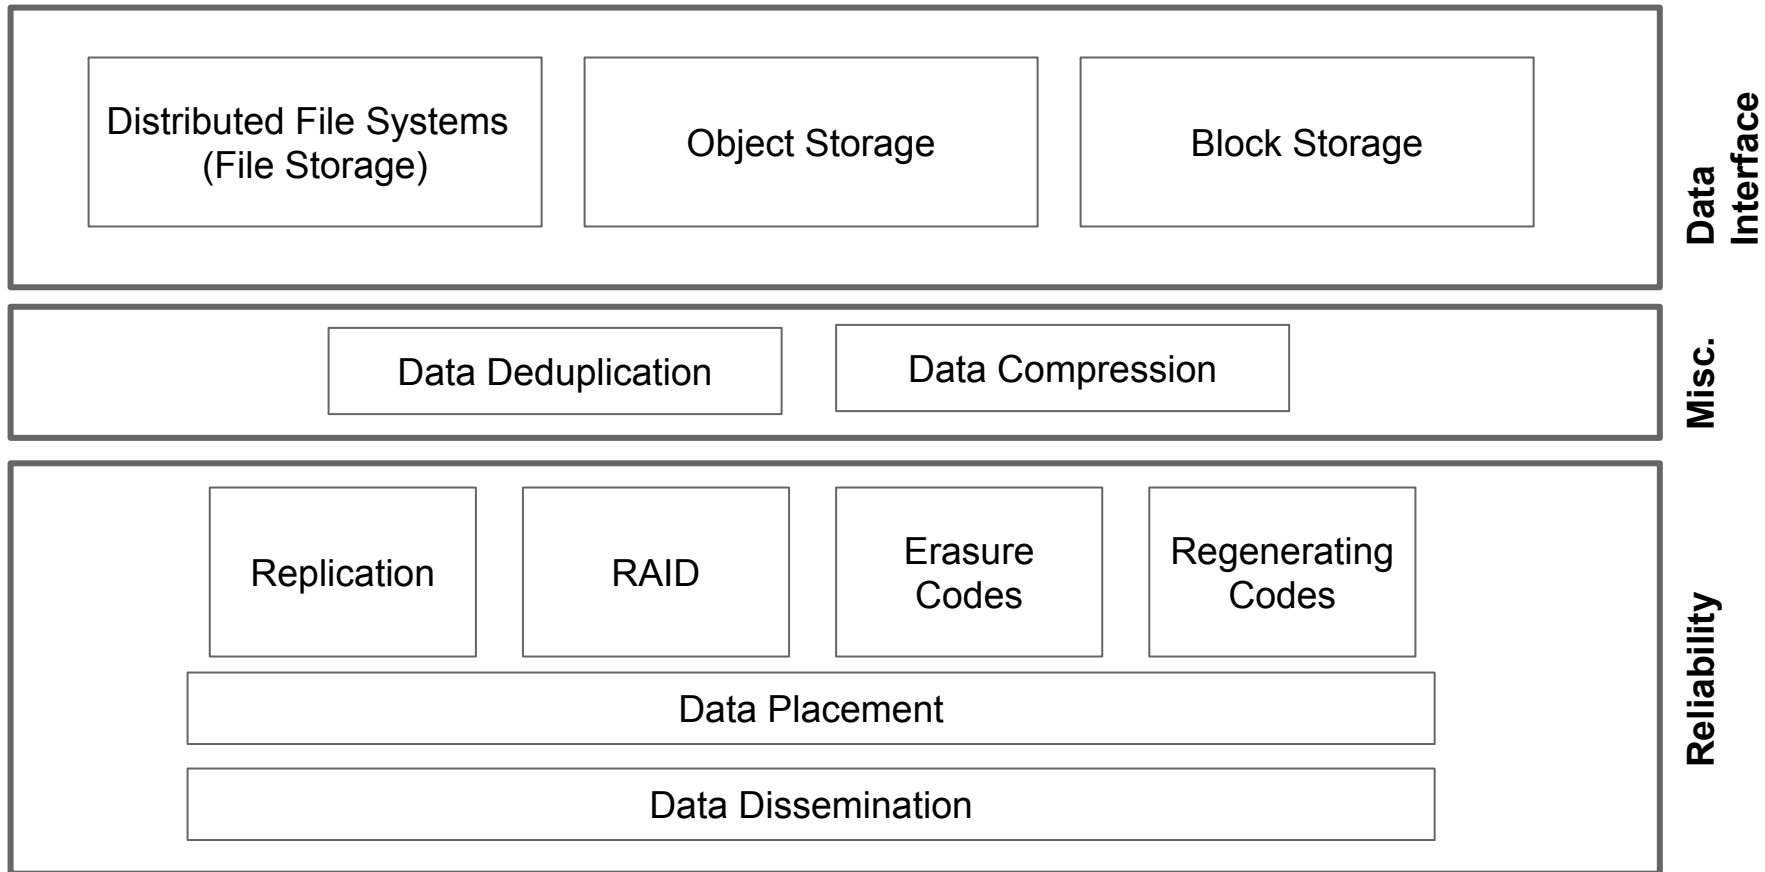 Distributed File Systems
(File Storage)
Object Storage
Block Storage
Data
Interface
Data Deduplication
Data Compression
Misc.
Replication
RAID
Erasure
Codes
Regenerating
Codes
Data Placement
Data Dissemination
Reliability